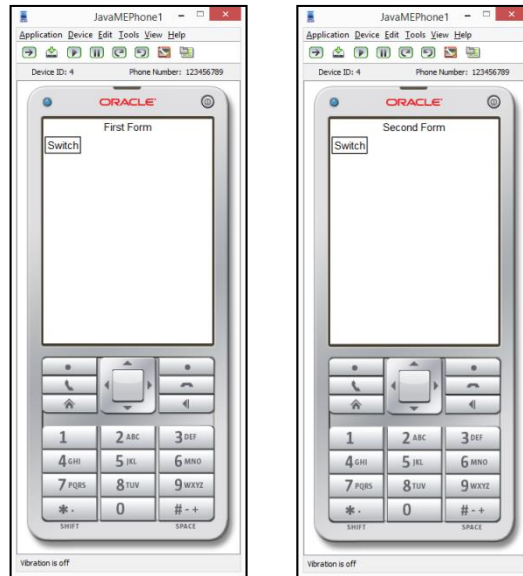 JavaMEPhone1
Application Device Edit Tools View Help
Device ID: 4 Phone Number: 123456789
ORACLE
First Form
Switch
1 2 ABC 3 DEF
4 GHI 5 JKL 6 MNO
7 PQRS 8 TUV 9 WXYZ
* . 0 # - +
SHIFT SPACE
Vibration is off
JavaMEPhone1
Application Device Edit Tools View Help
Device ID: 4 Phone Number: 123456789
ORACLE
Second Form
Switch
1 2 ABC 3 DEF
4 GHI 5 JKL 6 MNO
7 PQRS 8 TUV 9 WXYZ
* . 0 # - +
SHIFT SPACE
Vibration is off